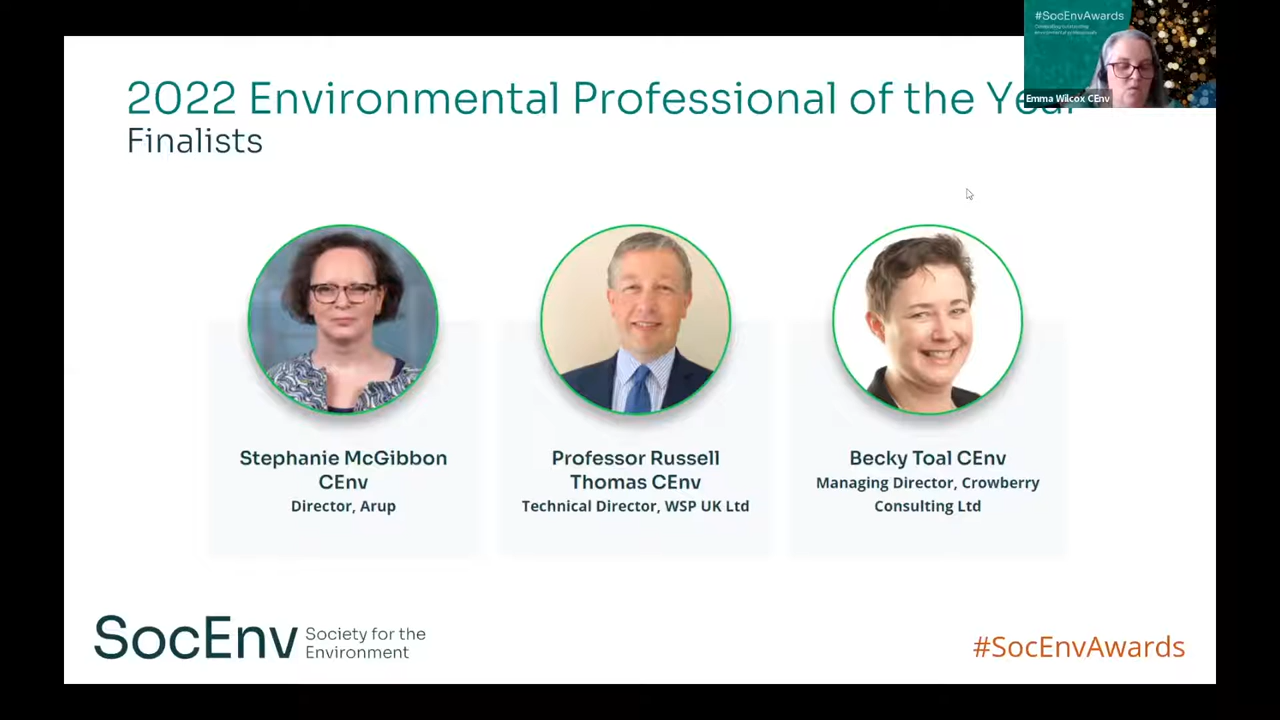 #SocEnvAwards
Emma Wilcox CEnv
2022 Environmental Professional of the Year
Finalists
Stephanie McGibbon
CEnv
Director, Arup
Professor Russell
Thomas CEnv
Technical Director, WSP UK Ltd
Becky Toal CEnv
Managing Director, Crowberry
Consulting Ltd
SocEnv
Society for the
Environment
#SocEnvAwards